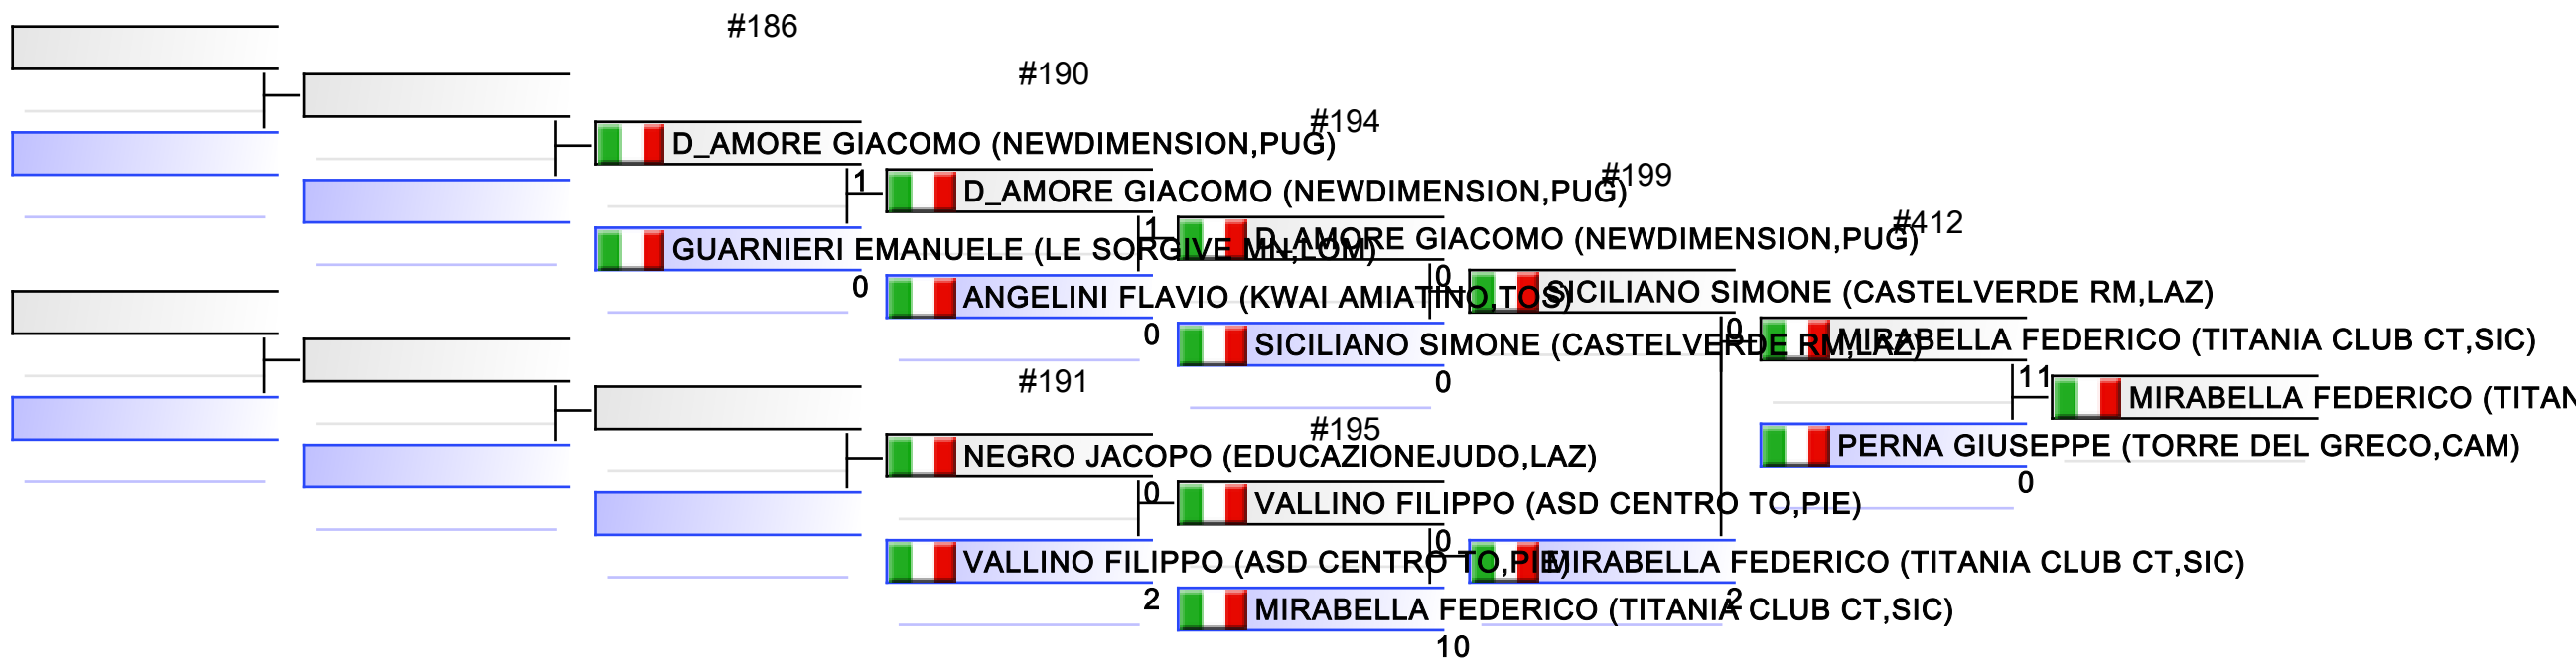 #186
#190
#194
D_AMORE GIACOMO (NEWDIMENSION,PUG)
#199
1
D_AMORE GIACOMO (NEWDIMENSION,PUG)
#412
1
D_AMORE GIACOMO (NEWDIMENSION,PUG)
GUARNIERI EMANUELE (LE SORGIVE MN,LOM)
0
0
SICILIANO SIMONE (CASTELVERDE RM,LAZ)
ANGELINI FLAVIO (KWAI AMIATINO,TOS)
0
0
MIRABELLA FEDERICO (TITANIA CLUB CT,SIC)
SICILIANO SIMONE (CASTELVERDE RM,LAZ)
0
11
#191
MIRABELLA FEDERICO (TITAN
#195
PERNA GIUSEPPE (TORRE DEL GRECO,CAM)
0
NEGRO JACOPO (EDUCAZIONEJUDO,LAZ)
0
VALLINO FILIPPO (ASD CENTRO TO,PIE)
0
VALLINO FILIPPO (ASD CENTRO TO,PIE)
MIRABELLA FEDERICO (TITANIA CLUB CT,SIC)
2
2
MIRABELLA FEDERICO (TITANIA CLUB CT,SIC)
10